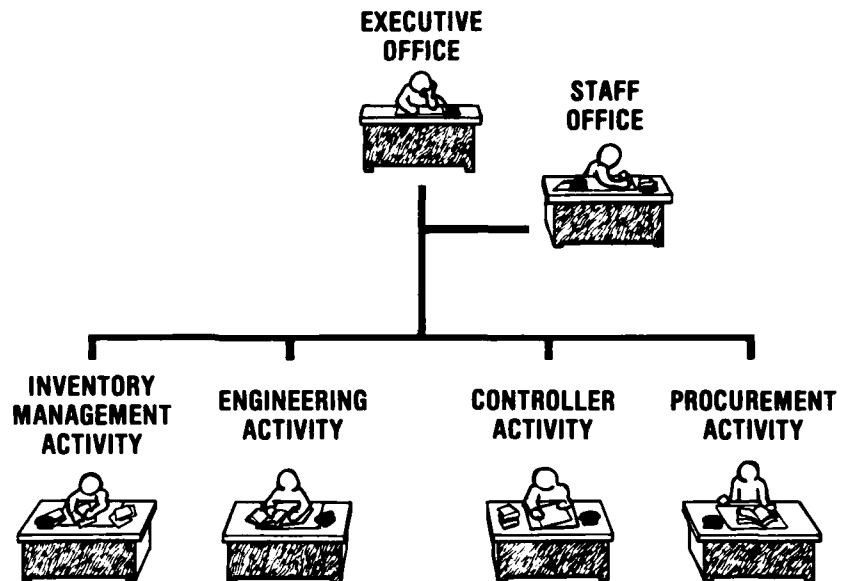 EXECUTIVE
OFFICE
STAFF
OFFICE
INVENTORY
MANAGEMENT
ACTIVITY
ENGINEERING
ACTIVITY
CONTROLLER
ACTIVITY
PROCUREMENT
ACTIVITY